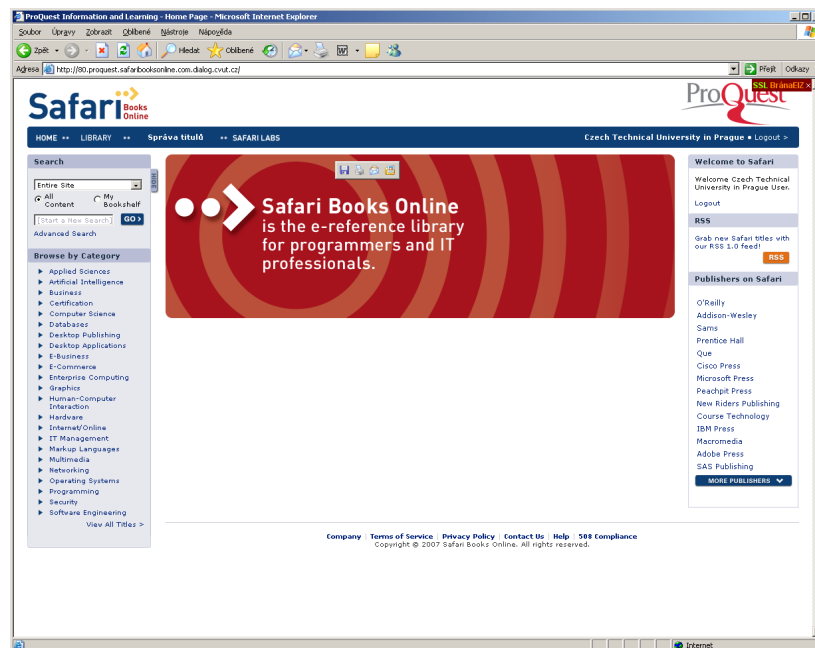 ProQuest Information and Learning - Home Page - Microsoft Internet Explorer
Soubor Úpravy Zobrazit Oblíbené Nástroje Nápověda
Zpět Hledat Oblíbené
Adresa http://80.proquest.safaribooksonline.com.dialog.cvut.cz/ Přejít Odkazy
SSL BránaEIZ ×
Safari Books Online
ProQuest
HOME LIBRARY Správa titulů SAFARI LABS Czech Technical University in Prague • Logout >
Search
HIDE
Entire Site
All Content My Bookshelf
[Start a New Search] GO
Advanced Search
Browse by Category
Applied Sciences
Artificial Intelligence
Business
Certification
Computer Science
Databases
Desktop Publishing
Desktop Applications
E-Business
E-Commerce
Enterprise Computing
Graphics
Human-Computer
Interaction
Hardware
Internet/Online
IT Management
Markup Languages
Multimedia
Networking
Operating Systems
Programming
Security
Software Engineering
View All Titles >
Safari Books Online
is the e-reference library
for programmers and IT
professionals.
Welcome to Safari
Welcome Czech Technical
University in Prague User.
Logout
RSS
Grab new Safari titles with
our RSS 1.0 feed!
RSS
Publishers on Safari
O'Reilly
Addison-Wesley
Sams
Prentice Hall
Que
Cisco Press
Microsoft Press
Peachpit Press
New Riders Publishing
Course Technology
IBM Press
Macromedia
Adobe Press
SAS Publishing
MORE PUBLISHERS
Company | Terms of Service | Privacy Policy | Contact Us | Help | 508 Compliance
Copyright © 2007 Safari Books Online. All rights reserved.
Internet